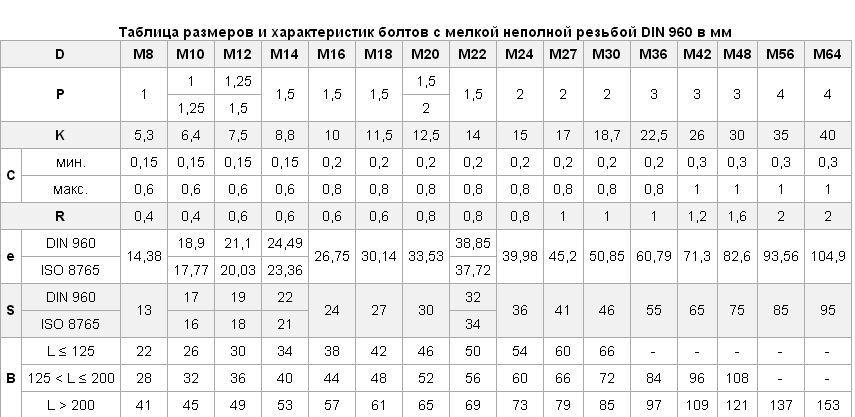 Таблица размеров и характеристик болтов с мелкой неполной резьбой DIN 960 в мм
D M8 M10 M12 M14 M16 M18 M20 M22 M24 M27 M30 M36 M42 M48 M56 M64
1 1,25 1,5
P 1 1,5 1,5 1,5 1,5 2 2 2 3 3 3 4 4
1,25 1,5 2
K 5,3 6,4 7,5 8,8 10 11,5 12,5 14 15 17 18,7 22,5 26 30 35 40
C мин. 0,15 0,15 0,15 0,15 0,2 0,2 0,2 0,2 0,2 0,2 0,2 0,2 0,3 0,3 0,3 0,3
макс. 0,6 0,6 0,6 0,6 0,8 0,8 0,8 0,8 0,8 0,8 0,8 0,8 1 1 1 1
R 0,4 0,4 0,6 0,6 0,6 0,6 0,8 0,8 0,8 1 1 1 1,2 1,6 2 2
e DIN 960 14,38 18,9 21,1 24,49 26,75 30,14 33,53 38,85 39,98 45,2 50,85 60,79 71,3 82,6 93,56 104,9
ISO 8765 17,77 20,03 23,36 37,72
S DIN 960 13 17 19 22 24 27 30 32 36 41 46 55 65 75 85 95
ISO 8765 16 18 21 34
B L ≤ 125 22 26 30 34 38 42 46 50 54 60 66 - - - - -
125 < L ≤ 200 28 32 36 40 44 48 52 56 60 66 72 84 96 108 - -
L > 200 41 45 49 53 57 61 65 69 73 79 85 97 109 121 137 153